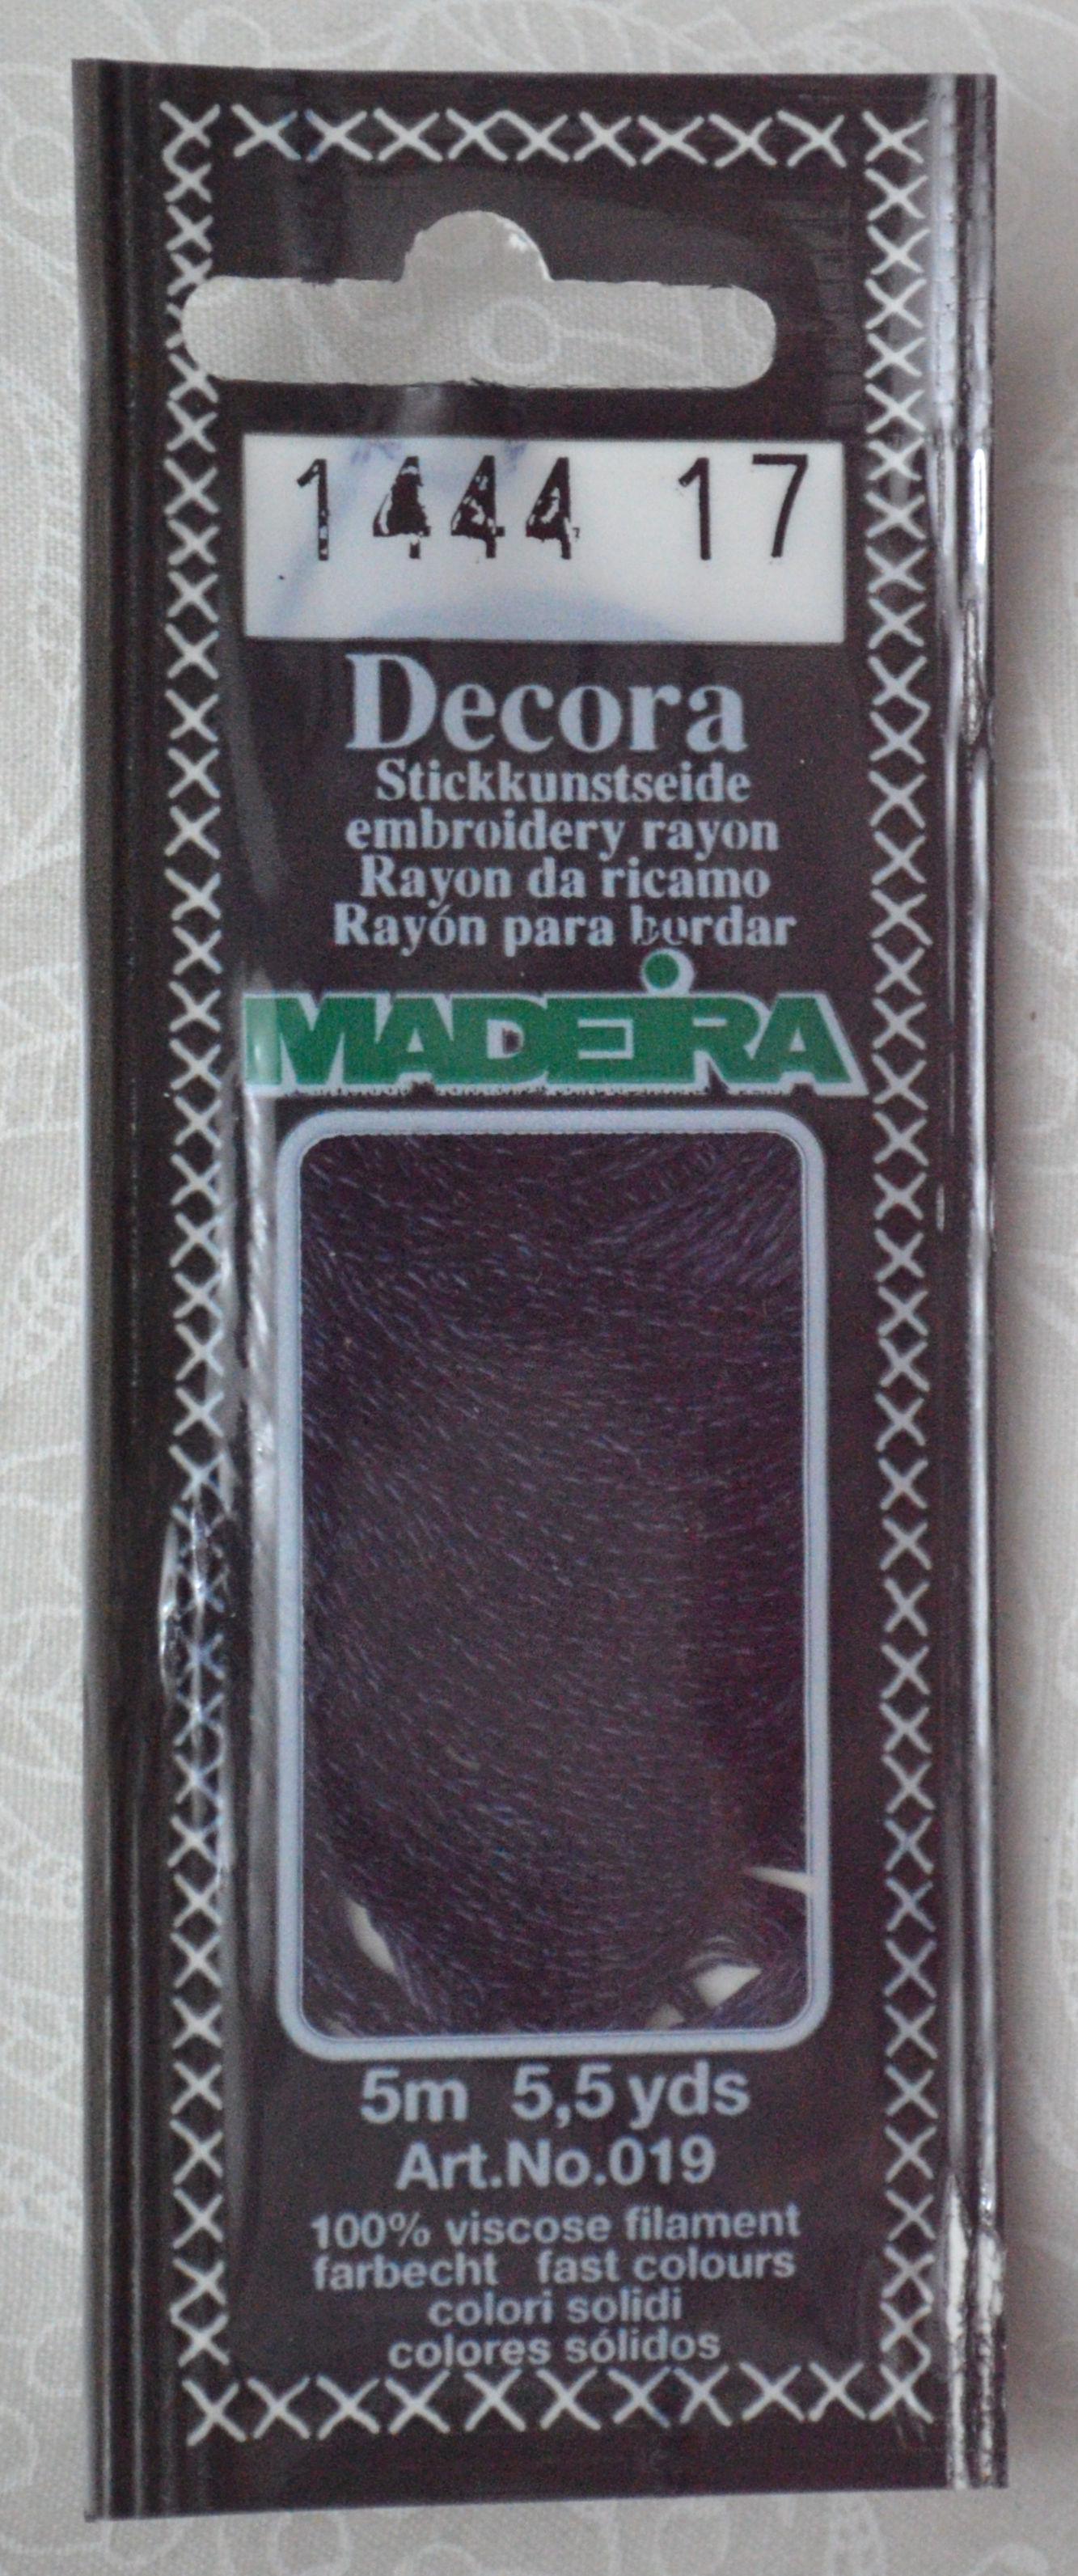 1444 17
Decora
Stickkunstseide
embroidery rayon
Rayon da ricamo
Rayón para bordar
MADEIRA
5m 5,5 yds
Art.No.019
100% viscose filament
farbecht fast colours
colori solidi
colores sólidos